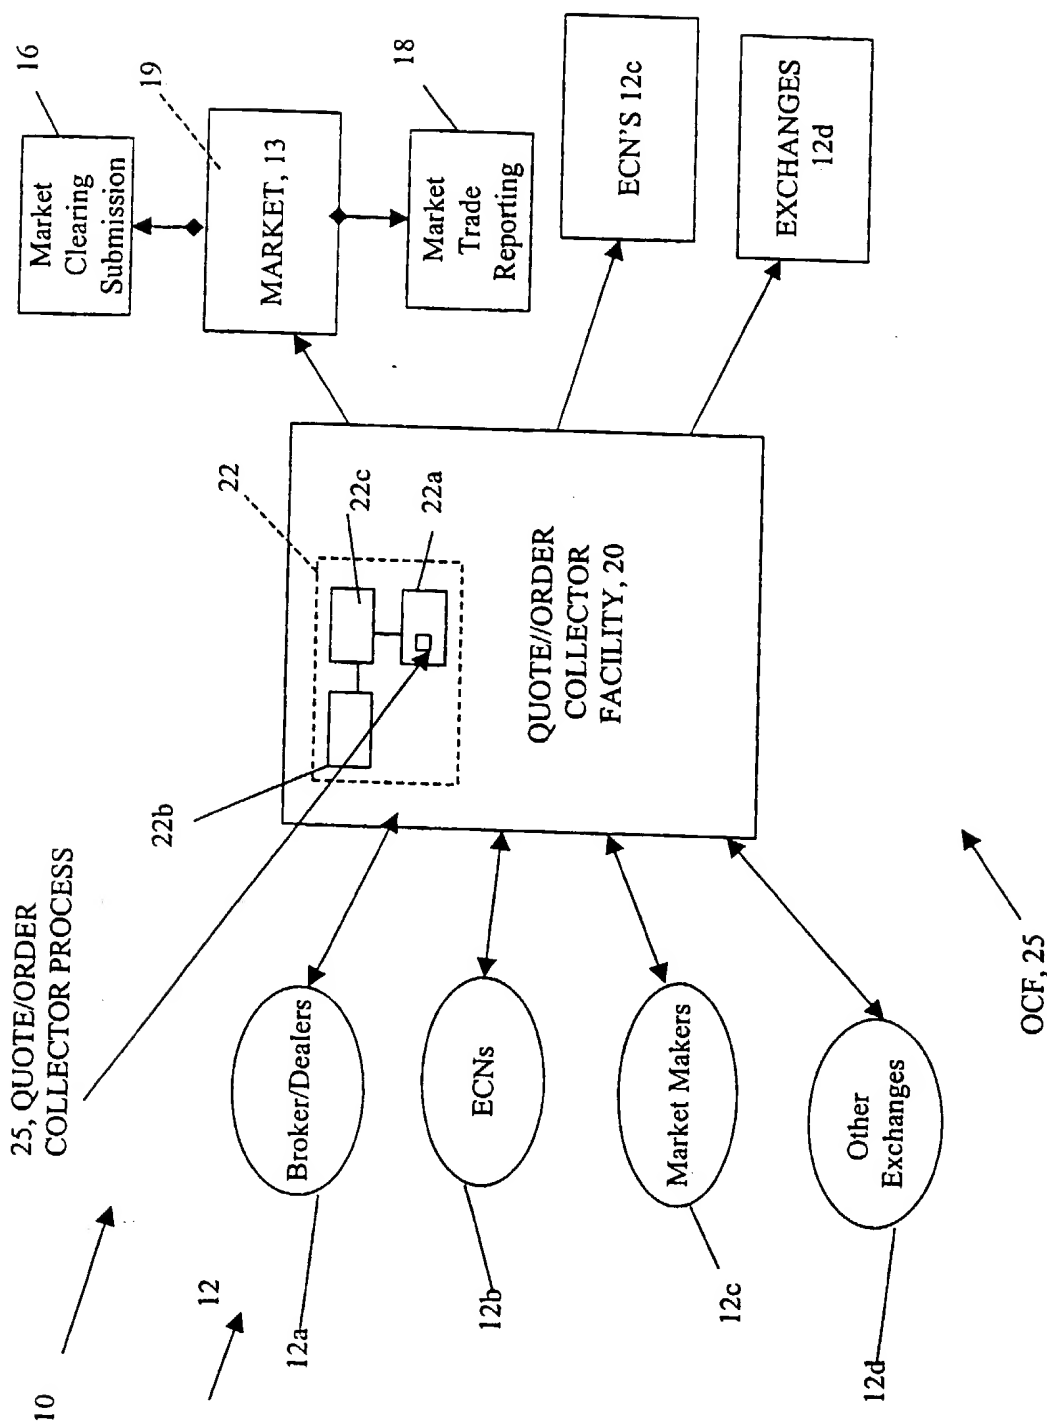 10
25, QUOTE/ORDER
COLLECTOR PROCESS
12
12a
Broker/Dealers
12b
ECNs
12c
Market Makers
12d
Other
Exchanges
22b
22
22c
22a
QUOTE//ORDER
COLLECTOR
FACILITY, 20
16
Market
Clearing
Submission
19
MARKET, 13
18
Market
Trade
Reporting
ECN'S 12c
EXCHANGES
12d
OCF, 25